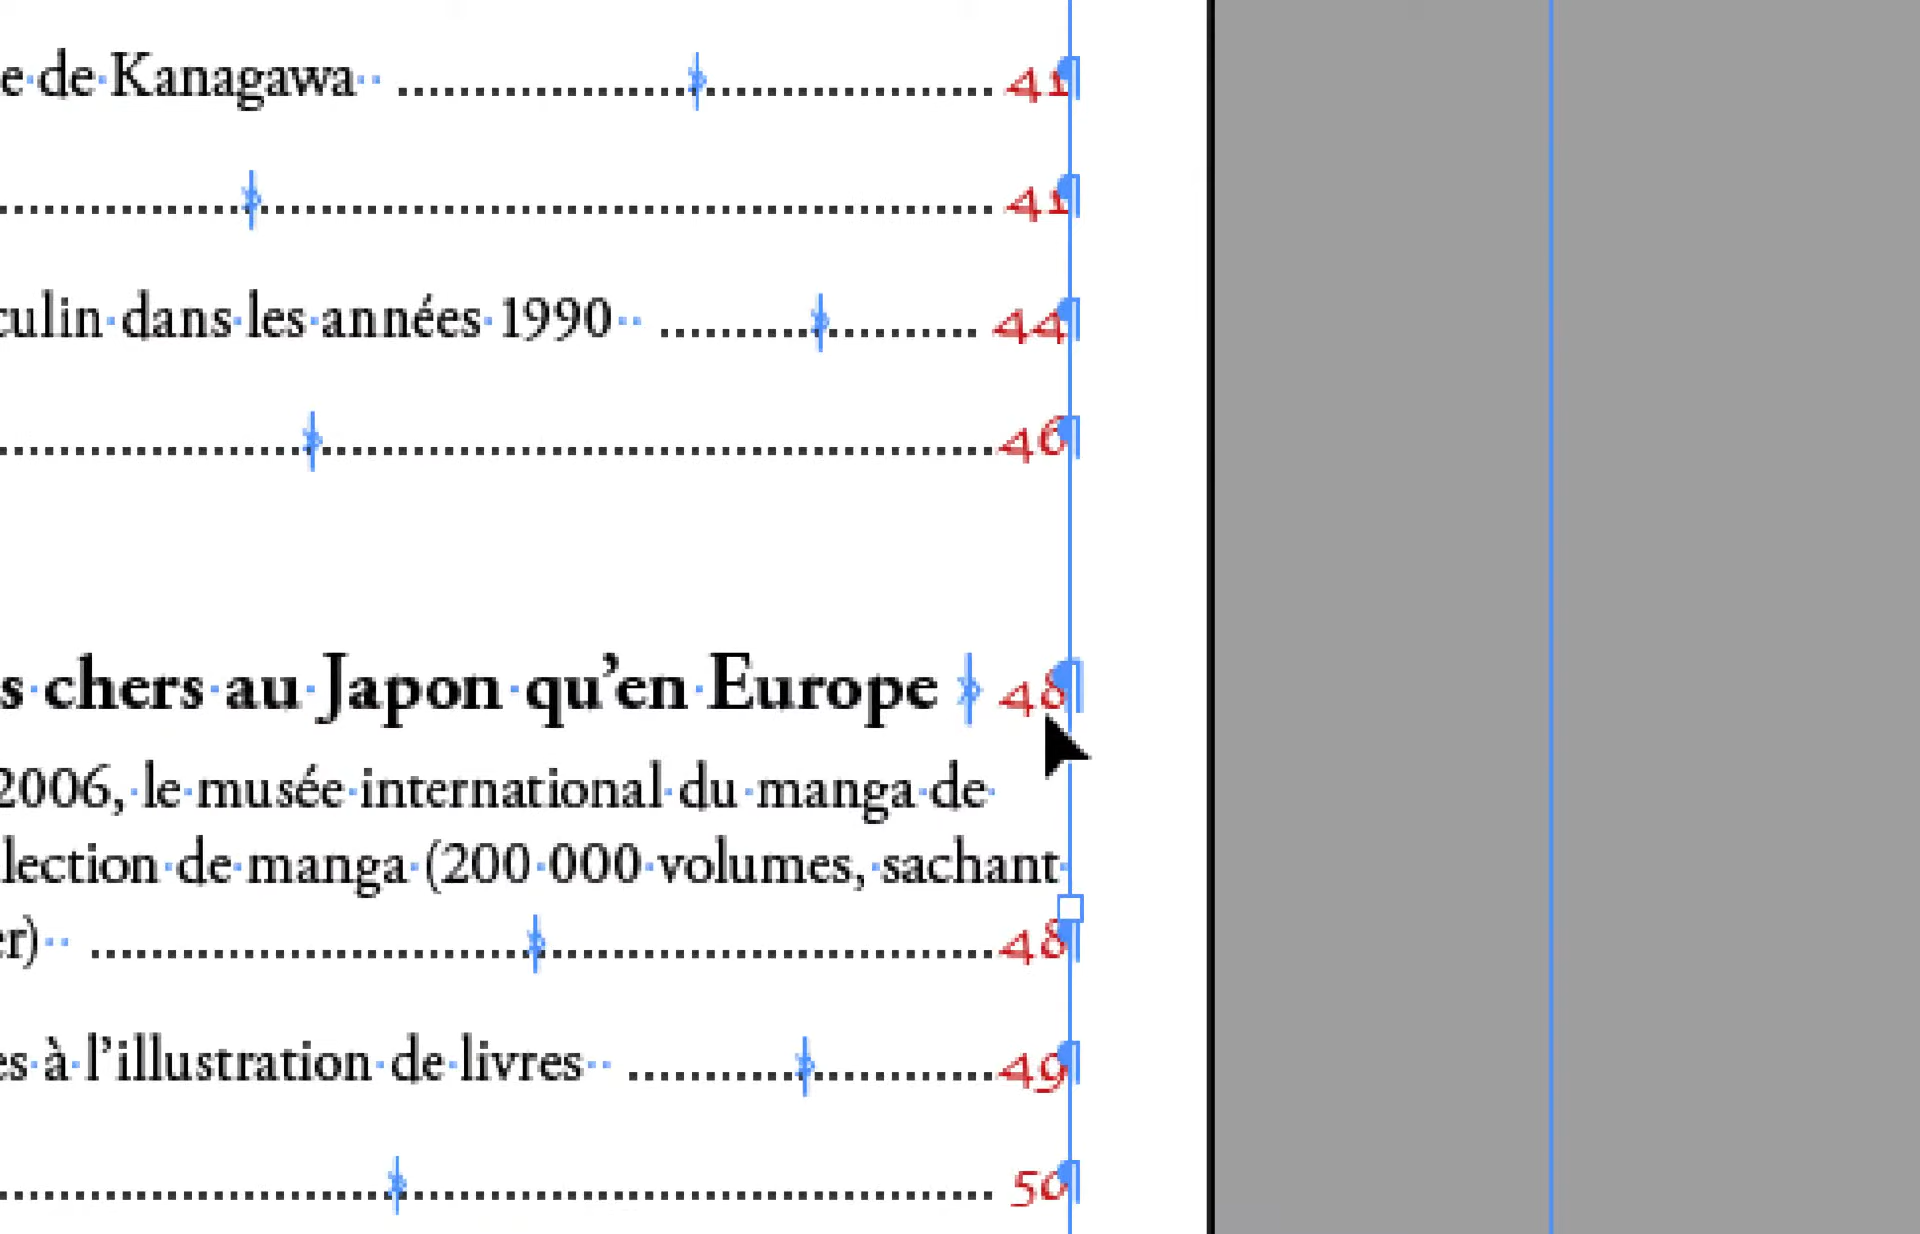 e de Kanagawa ........ 41
........ 41
culin dans les années 1990 ........ 44
........ 46
s chers au Japon qu’en Europe 48
2006, le musée international du manga de
lection de manga (200 000 volumes, sachant
er) ........ 48
es à l’illustration de livres ........ 49
........ 50